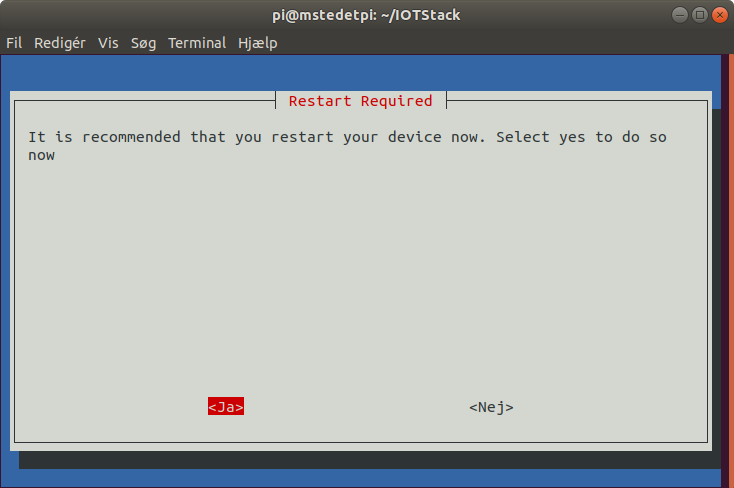 pi@mstedetpi: ~/IOTStack
Fil Redigér Vis Søg Terminal Hjælp
Restart Required
It is recommended that you restart your device now. Select yes to do so
now
<Ja> <Nej>